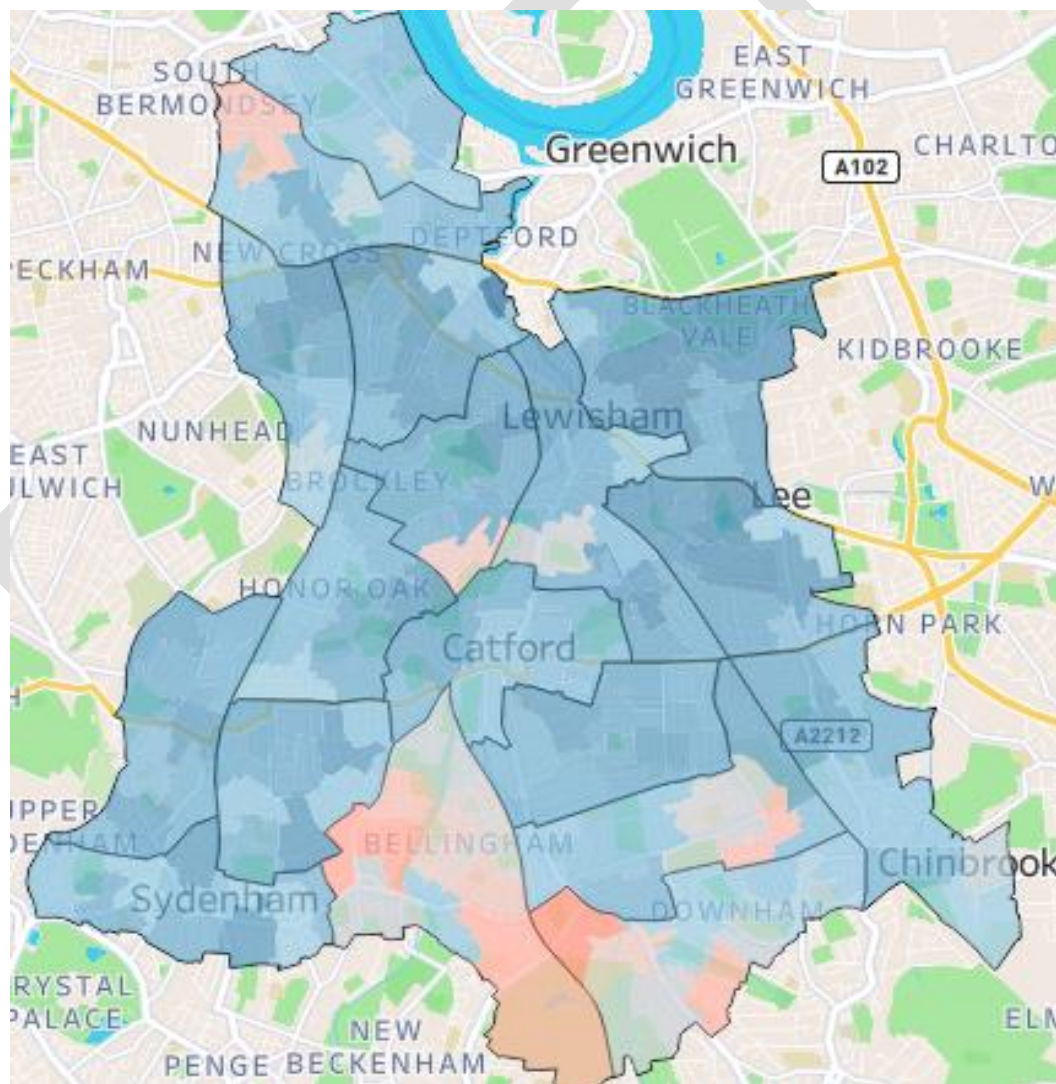 SOUTH
BERMONDSEY
EAST
GREENWICH
Greenwich
A102
CHARLTO
NEW CROSS
DEPTFORD
PECKHAM
BLACKHEATH
VALE
KIDBROOKE
Lewisham
NUNHEAD
EAST
ULWICH
BROCKLEY
Lee
W
HONOR OAK
HORN PARK
Catford
H
A2212
UPPER
DENHAM
BELLINGHAM
Chinbrook
Sydenham
DOWNHAM
RYSTAL
PALACE
ELM
NEW
BECKENHAM
PENGE